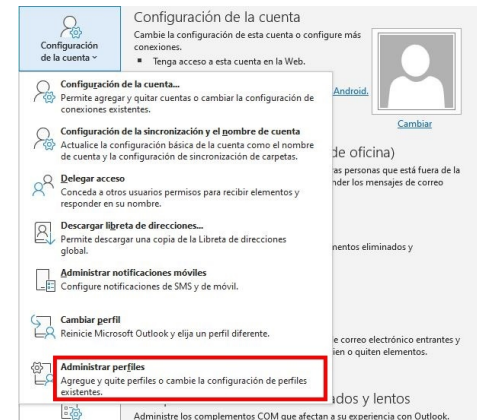 Configuración de la cuenta
Cambie la configuración de esta cuenta o configure más
conexiones.
Configuración
de la cuenta
Tenga acceso a esta cuenta en la Web.
Android.
Cambiar
Configuración de la cuenta...
Permite agregar y quitar cuentas o cambiar la configuración de
conexiones existentes.
Configuración de la sincronización y el nombre de cuenta
Actualice la configuración básica de la cuenta como el nombre
de cuenta y la configuración de sincronización de carpetas.
de oficina)
as personas que está fuera de la
nder los mensajes de correo
Delegar acceso
Conceda a otros usuarios permisos para recibir elementos y
responder en su nombre.
Descargar libreta de direcciones...
Permite descargar una copia de la Libreta de direcciones
global.
mentos eliminados y
Administrar notificaciones móviles
Configure notificaciones de SMS y de móvil.
Cambiar perfil
Reinicie Microsoft Outlook y elija un perfil diferente.
e correo electrónico entrantes y
ien o quiten elementos.
Administrar perfiles
Agregue y quite perfiles o cambie la configuración de perfiles
existentes.
ados y lentos
Administre los complementos COM que afectan a su experiencia con Outlook.